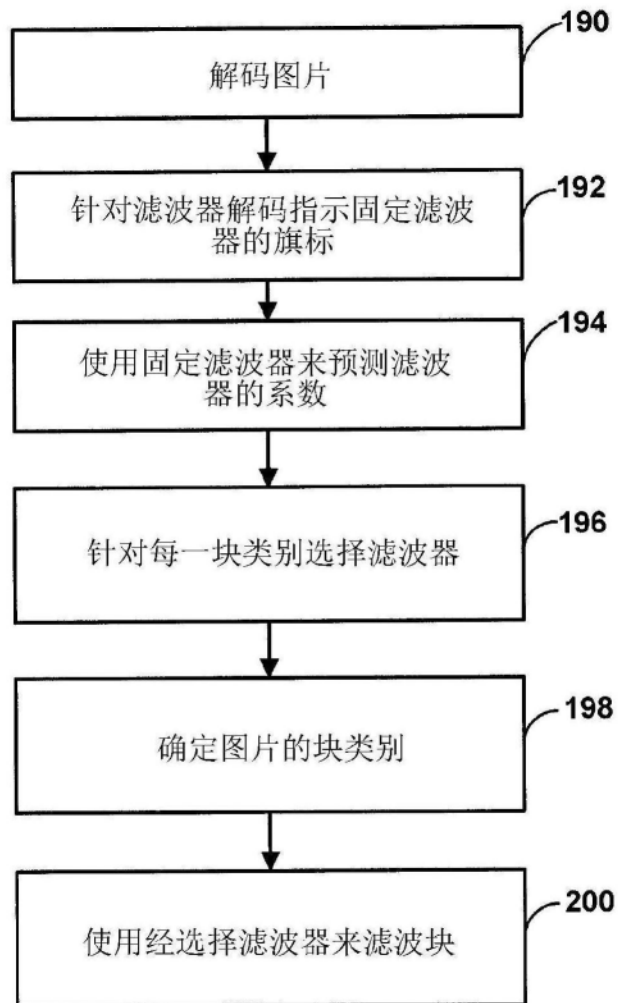 190
解码图片
192
针对滤波器解码指示固定滤波
器的旗标
194
使用固定滤波器来预测滤波
器的系数
196
针对每一块类别选择滤波器
198
确定图片的块类别
200
使用经选择滤波器来滤波块